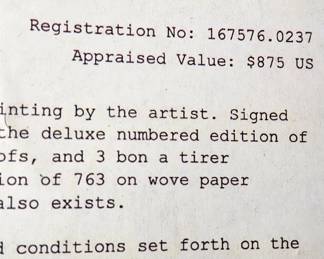 Registration No: 167576.0237
Appraised Value: $875 US
inting by the artist. Signed
the deluxe numbered edition of
ofs, and 3 bon a tirer
ion of 763 on wove paper
also exists.
d conditions set forth on the